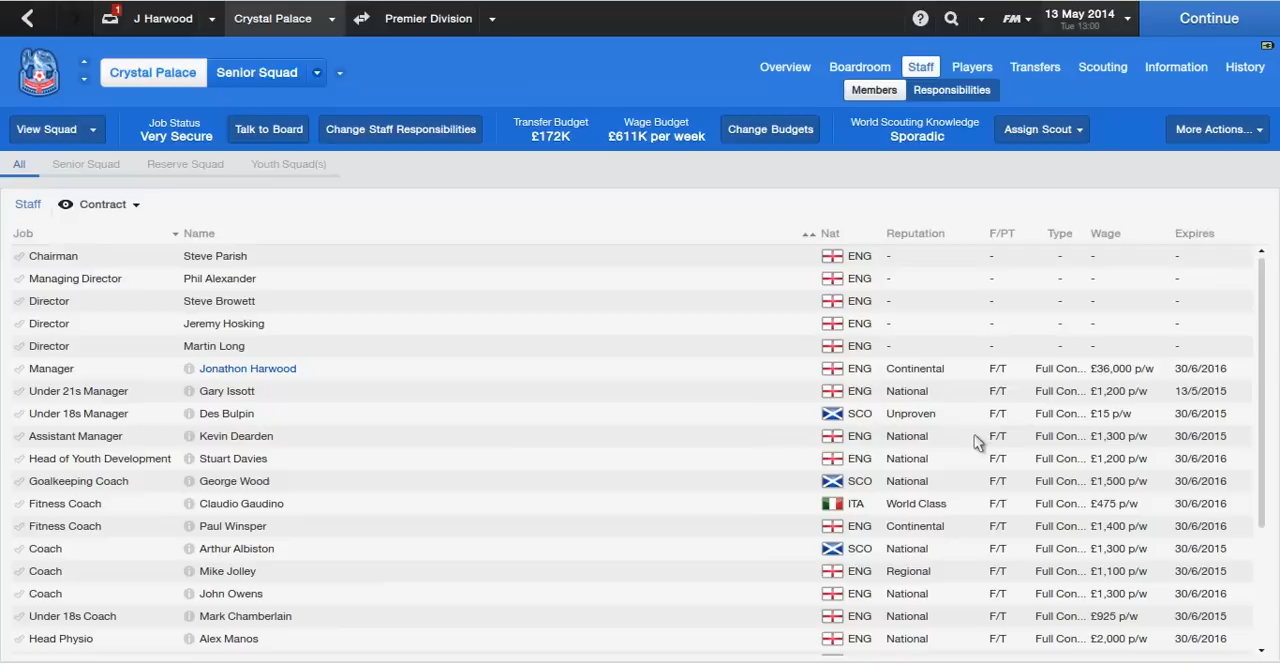 1 J Harwood Crystal Palace Premier Division ? FM 13 May 2014 Tue 13:00 Continue
Crystal Palace Senior Squad Overview Boardroom Staff Players Transfers Scouting Information History
Members Responsibilities
View Squad Job Status Very Secure Talk to Board Change Staff Responsibilities Transfer Budget £172K Wage Budget £611K per week Change Budgets World Scouting Knowledge Sporadic Assign Scout More Actions...
All Senior Squad Reserve Squad Youth Squad(s)
Staff Contract
Job Name Nat Reputation F/PT Type Wage Expires
Chairman Steve Parish ENG - - - - -
Managing Director Phil Alexander ENG - - - - -
Director Steve Browett ENG - - - - -
Director Jeremy Hosking ENG - - - - -
Director Martin Long ENG - - - - -
Manager Jonathon Harwood ENG Continental F/T Full Con... £36,000 p/w 30/6/2016
Under 21s Manager Gary Issott ENG National F/T Full Con... £1,200 p/w 13/5/2015
Under 18s Manager Des Bulpin SCO Unproven F/T Full Con... £15 p/w 30/6/2015
Assistant Manager Kevin Dearden ENG National F/T Full Con... £1,300 p/w 30/6/2015
Head of Youth Development Stuart Davies ENG National F/T Full Con... £1,200 p/w 30/6/2016
Goalkeeping Coach George Wood SCO National F/T Full Con... £1,500 p/w 30/6/2016
Fitness Coach Claudio Gaudino ITA World Class F/T Full Con... £475 p/w 30/6/2016
Fitness Coach Paul Winsper ENG Continental F/T Full Con... £1,400 p/w 30/6/2016
Coach Arthur Albiston SCO National F/T Full Con... £1,300 p/w 30/6/2015
Coach Mike Jolley ENG Regional F/T Full Con... £1,100 p/w 30/6/2015
Coach John Owens ENG National F/T Full Con... £1,300 p/w 30/6/2015
Under 18s Coach Mark Chamberlain ENG National F/T Full Con... £925 p/w 30/6/2015
Head Physio Alex Manos ENG National F/T Full Con... £2,000 p/w 30/6/2016